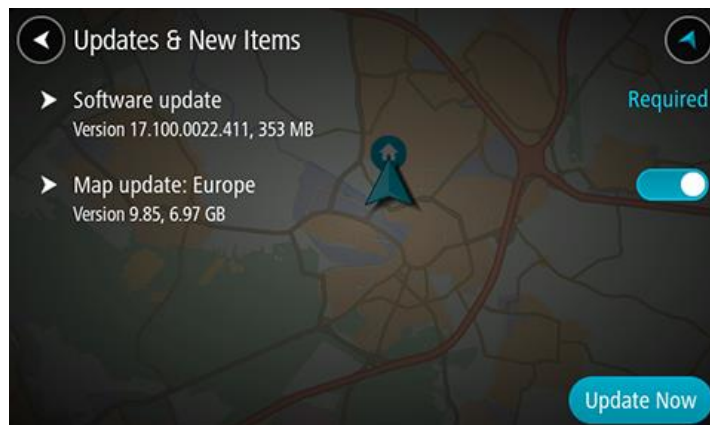 Updates & New Items
Software update
Required
Version 17.100.0022.411, 353 MB
Map update: Europe
Version 9.85, 6.97 GB
Update Now